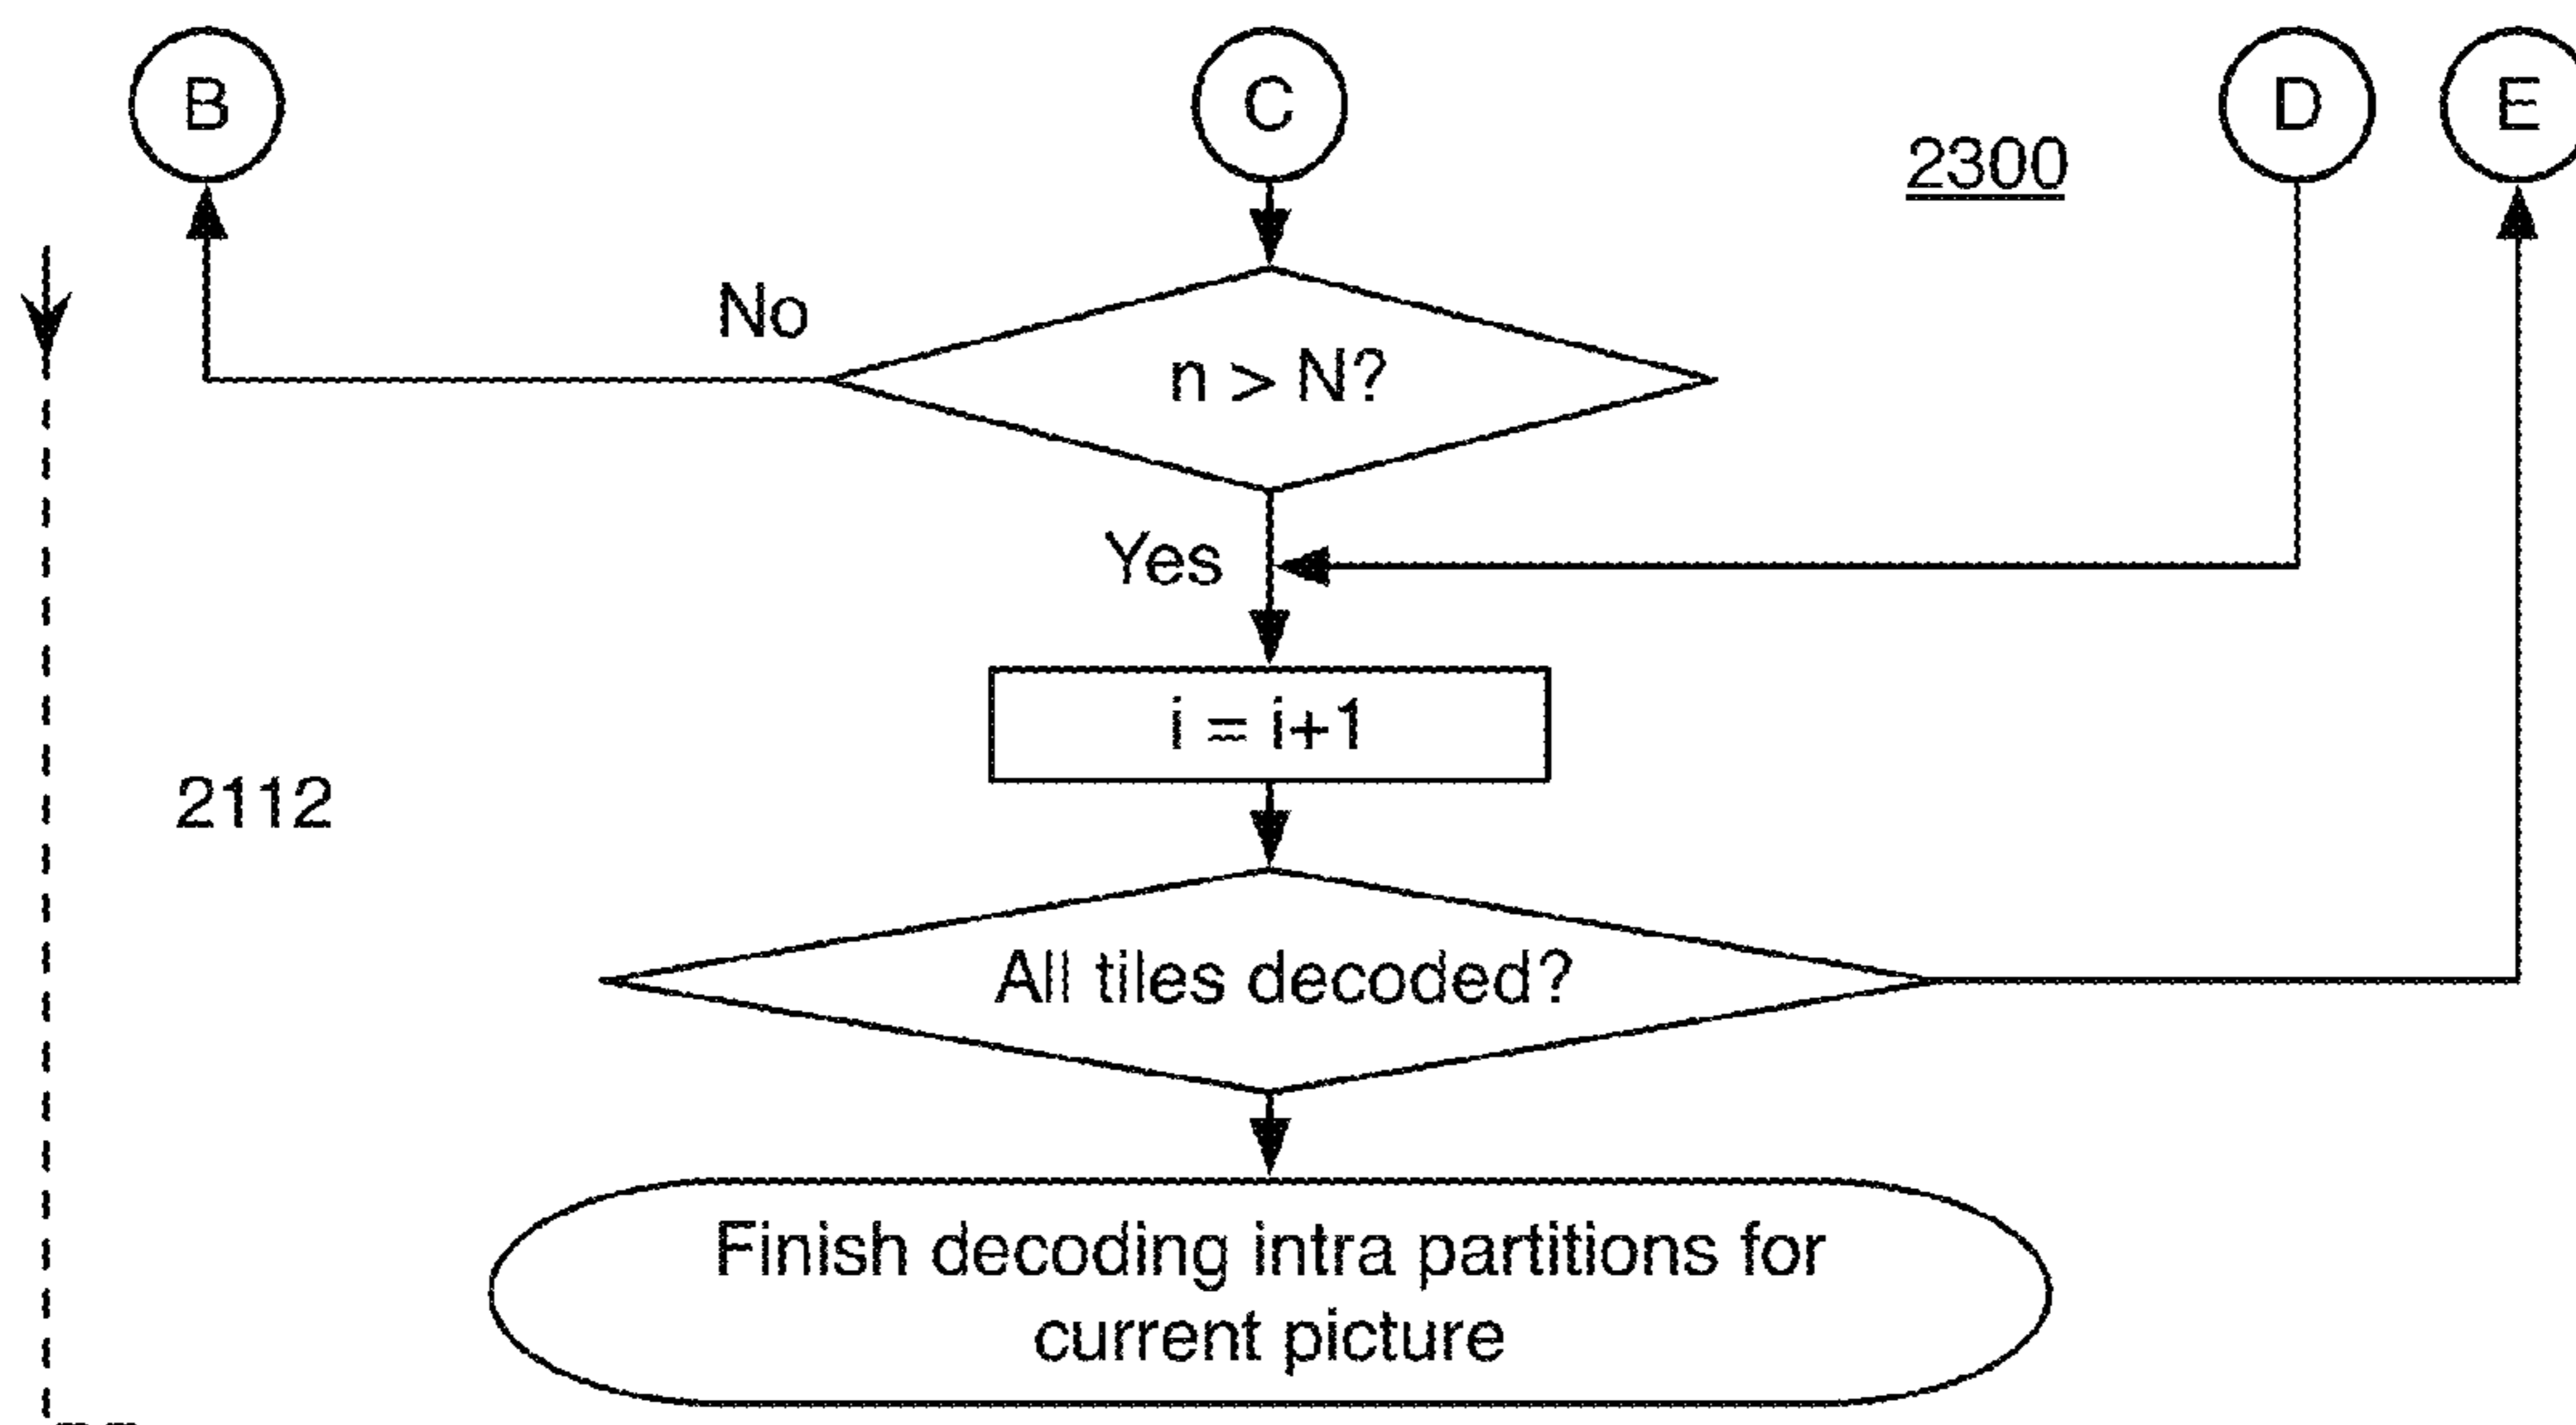 B
C
D
E
2300
No
n > N?
Yes
i = i+1
2112
All tiles decoded?
Finish decoding intra partitions for
current picture